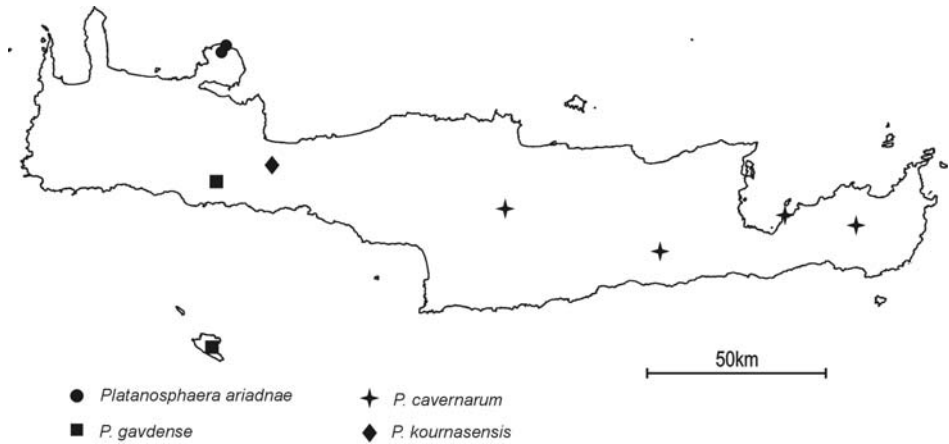 50km
Platanosphaera ariadnae
P. cavernarum
P. gavdense
P. kournasensis